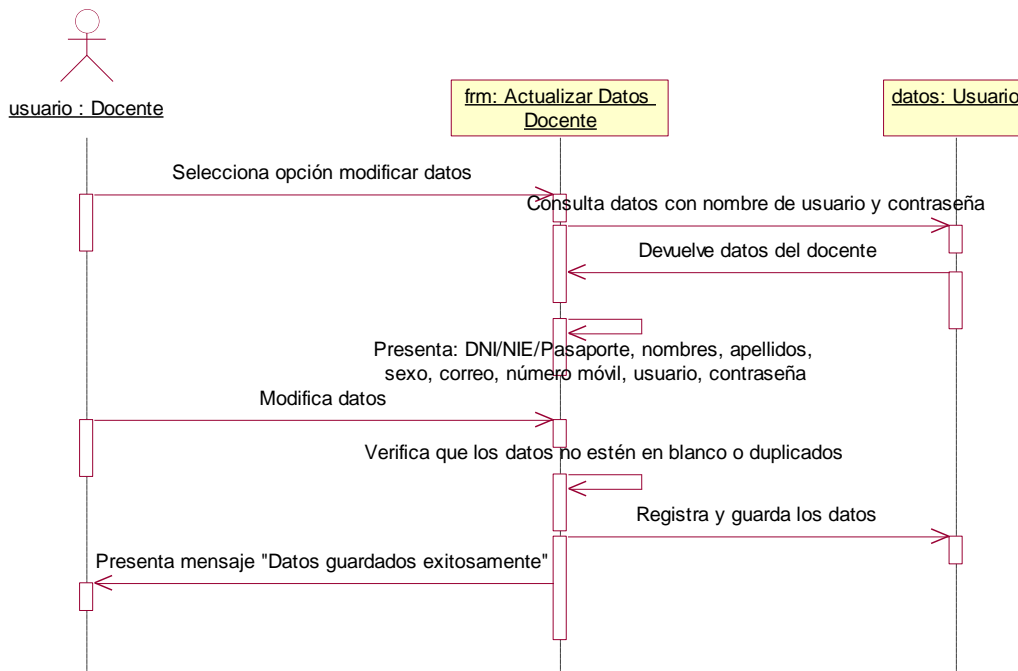 usuario : Docente
frm: Actualizar Datos
Docente
datos: Usuario
Selecciona opción modificar datos
Consulta datos con nombre de usuario y contraseña
Devuelve datos del docente
Presenta: DNI/NIE/Pasaporte, nombres, apellidos,
sexo, correo, número móvil, usuario, contraseña
Modifica datos
Verifica que los datos no estén en blanco o duplicados
Registra y guarda los datos
Presenta mensaje "Datos guardados exitosamente"